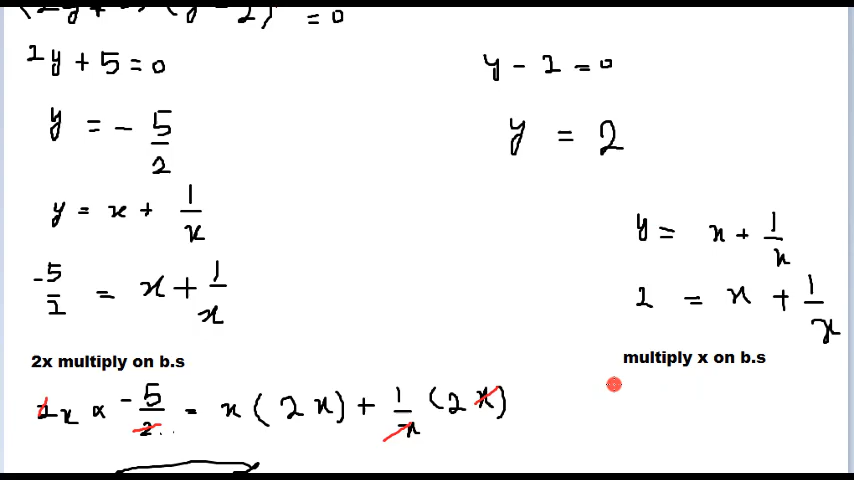 = 0
2y + 5 = 0
y = - 5/2
y = x + 1/x
-5/2 = x + 1/x
2x multiply on b.s
2x × -5/2 = x (2x) + 1/x (2x)
y - 2 = 0
y = 2
y = x + 1/x
2 = x + 1/x
multiply x on b.s